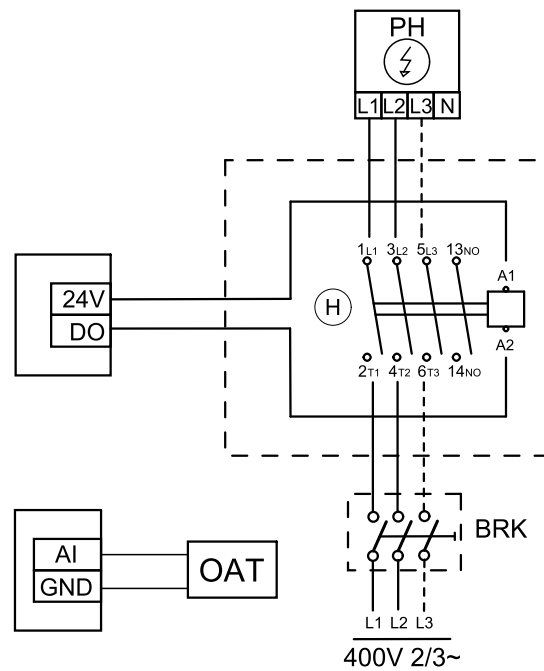 PH
L1 L2 L3 N
1L1 3L2 5L3 13NO
A1
24V
H
DO
A2
2T1 4T2 6T3 14NO
BRK
AI
OAT
GND
L1 L2 L3
400V 2/3~